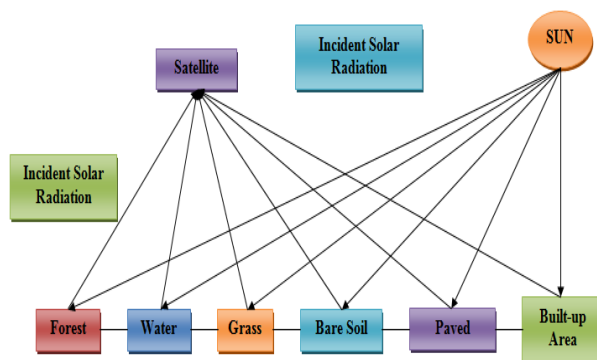 Incident Solar
Radiation
SUN
Satellite
Incident Solar
Radiation
Forest
Water
Grass
Bare Soil
Paved
Built-up
Area